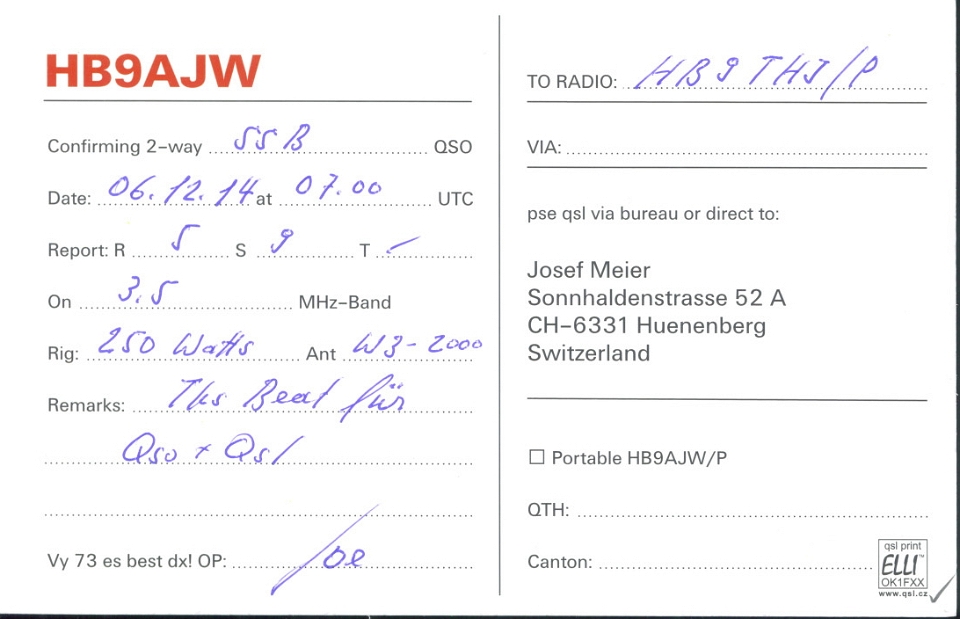 HB9AJW
Confirming 2-way SSB QSO
Date: 06.12.14 at 07.00 UTC
Report: R 5 S 9 T -
On 3.5 MHz-Band
Rig: 250 Watts Ant W3-2000
Remarks: Tks Beat für
Qso + Qsl
Vy 73 es best dx! OP: Joe
TO RADIO: HB9THJ/P
VIA:
pse qsl via bureau or direct to:
Josef Meier
Sonnhaldenstrasse 52 A
CH-6331 Huenenberg
Switzerland
☐ Portable HB9AJW/P
QTH:
Canton:
qsl print
ELLI™
OK1FXX
www.qsl.cz